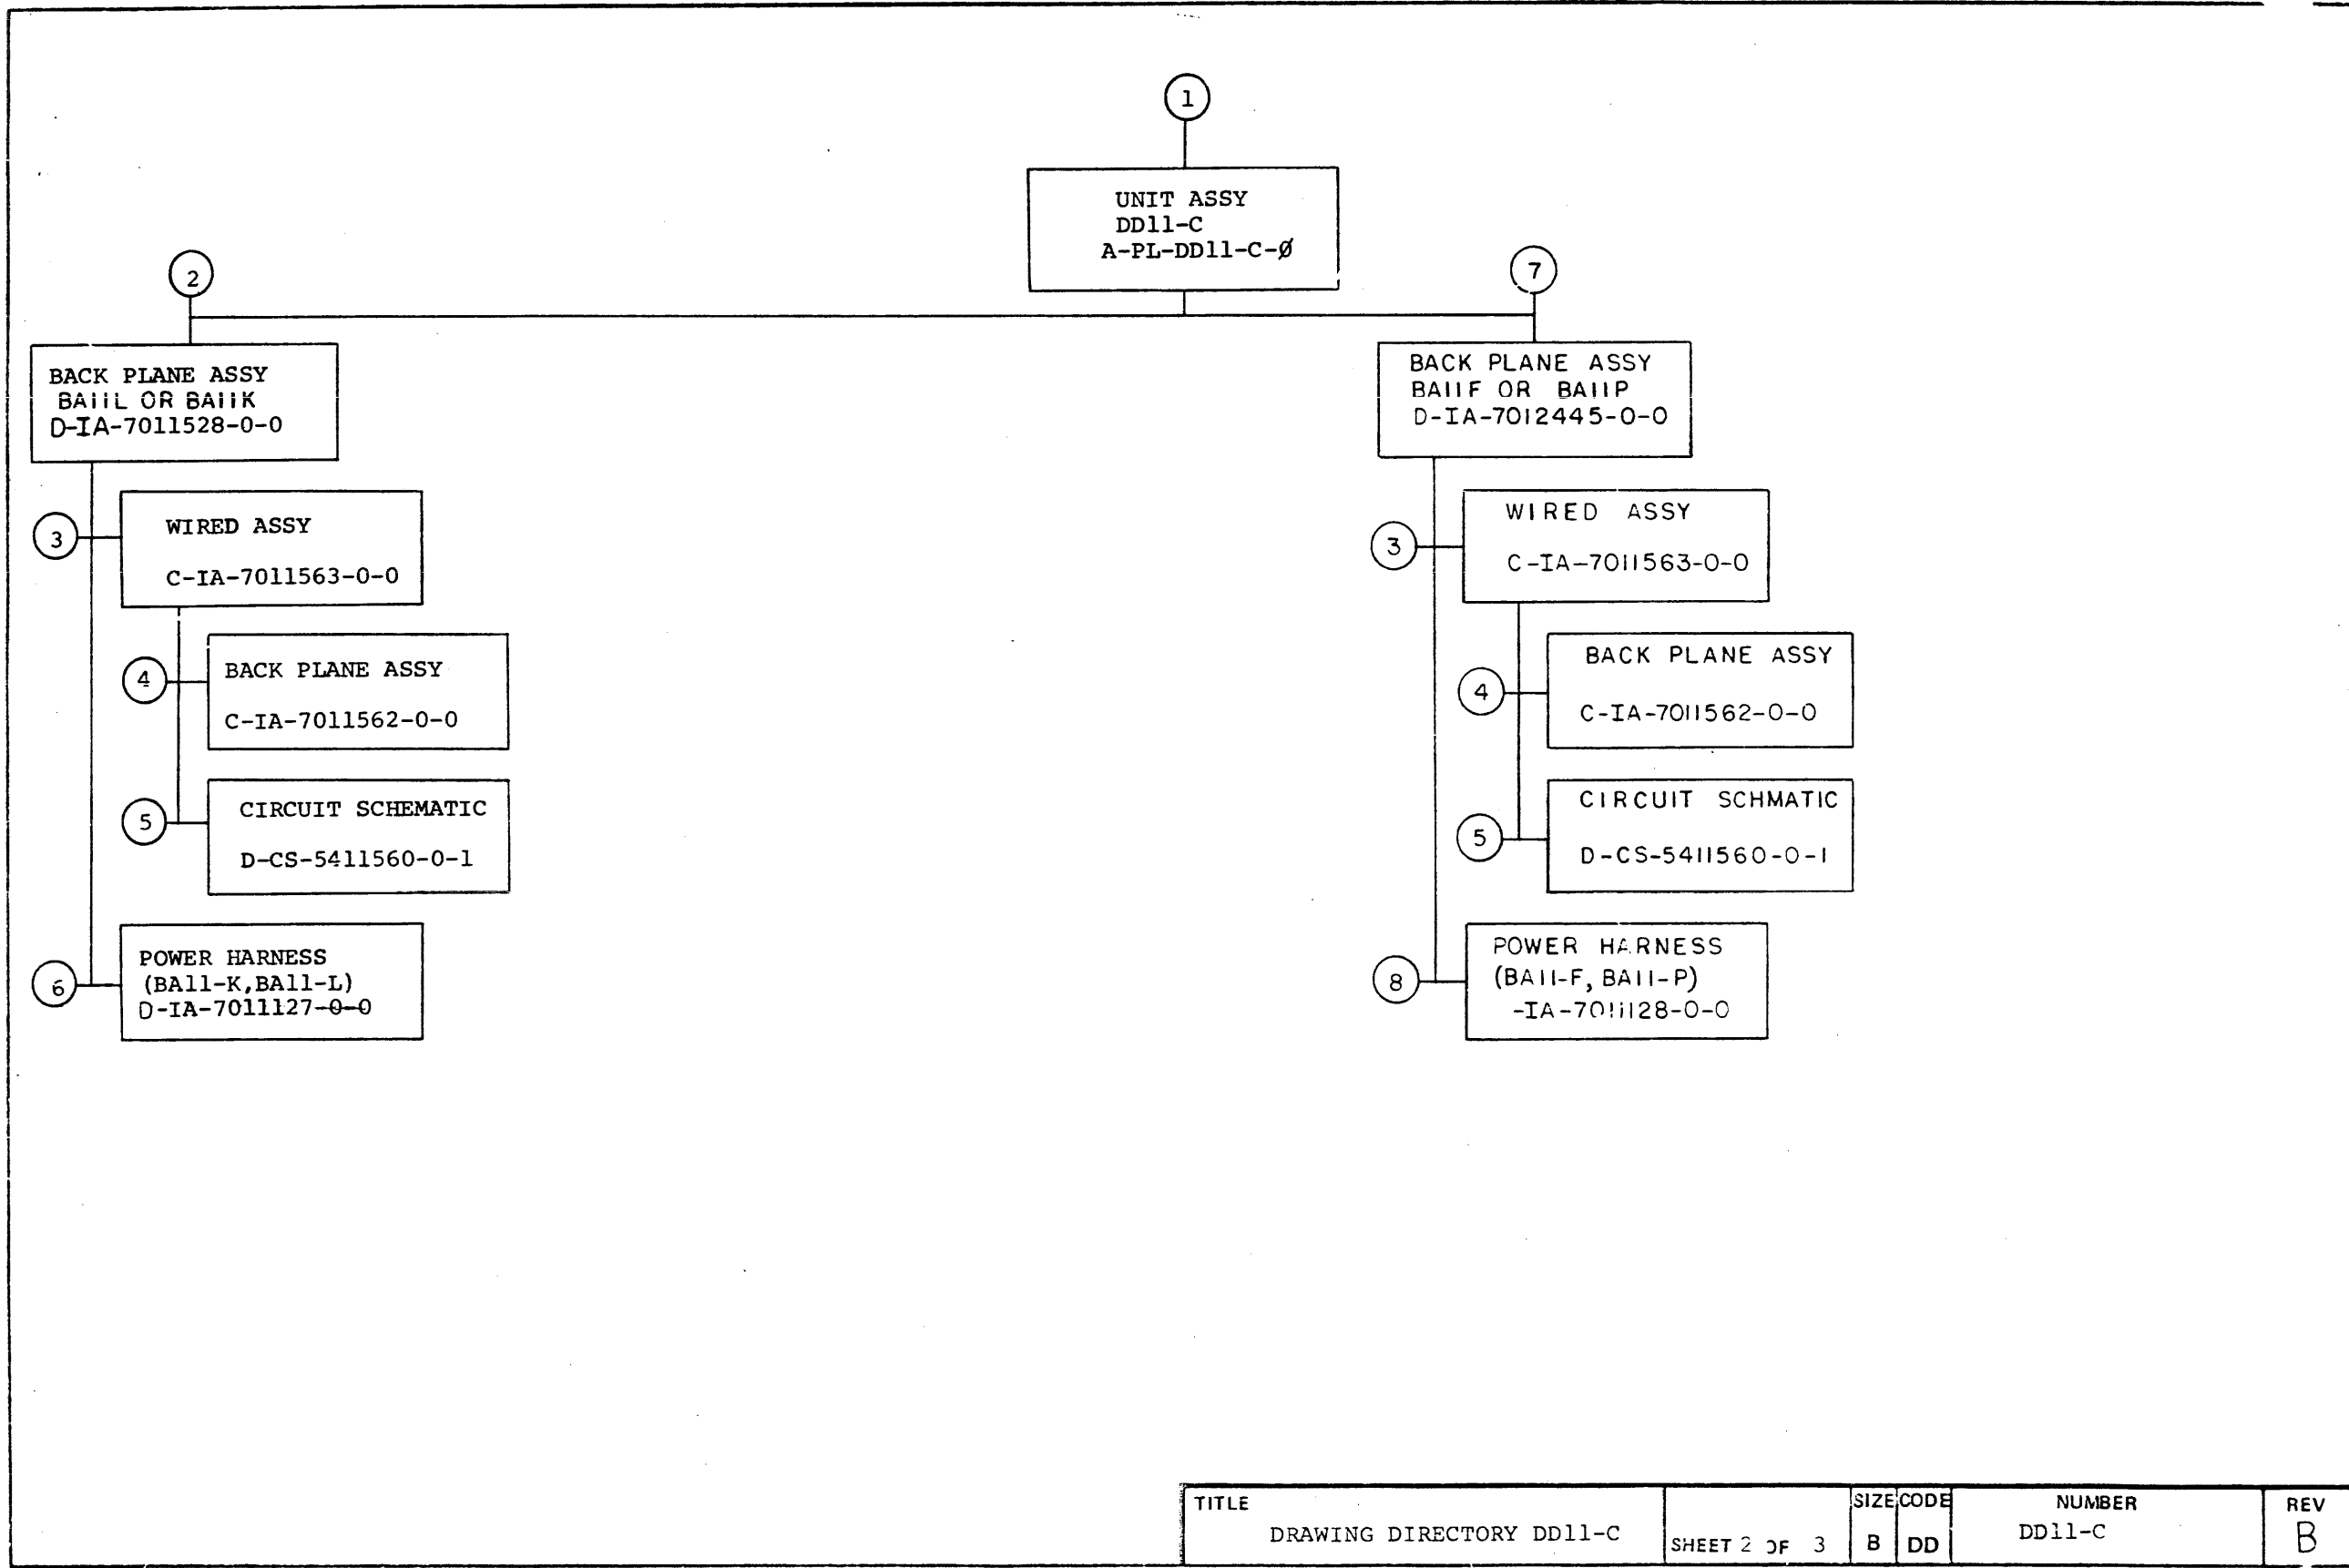 1
UNIT ASSY
DD11-C
A-PL-DD11-C-Ø
2
BACK PLANE ASSY
BA11L OR BA11K
D-IA-7011528-0-0
3
WIRED ASSY
C-IA-7011563-0-0
4
BACK PLANE ASSY
C-IA-7011562-0-0
5
CIRCUIT SCHEMATIC
D-CS-5411560-0-1
6
POWER HARNESS
(BA11-K,BA11-L)
D-IA-7011127-0-0
7
BACK PLANE ASSY
BA11F OR BA11P
D-IA-7012445-0-0
3
WIRED ASSY
C-IA-7011563-0-0
4
BACK PLANE ASSY
C-IA-7011562-0-0
5
CIRCUIT SCHMATIC
D-CS-5411560-0-1
8
POWER HARNESS
(BA11-F, BA11-P)
-IA-7011128-0-0
TITLE
DRAWING DIRECTORY DD11-C
SHEET 2 OF 3
SIZE
B
CODE
DD
NUMBER
DD11-C
REV
B